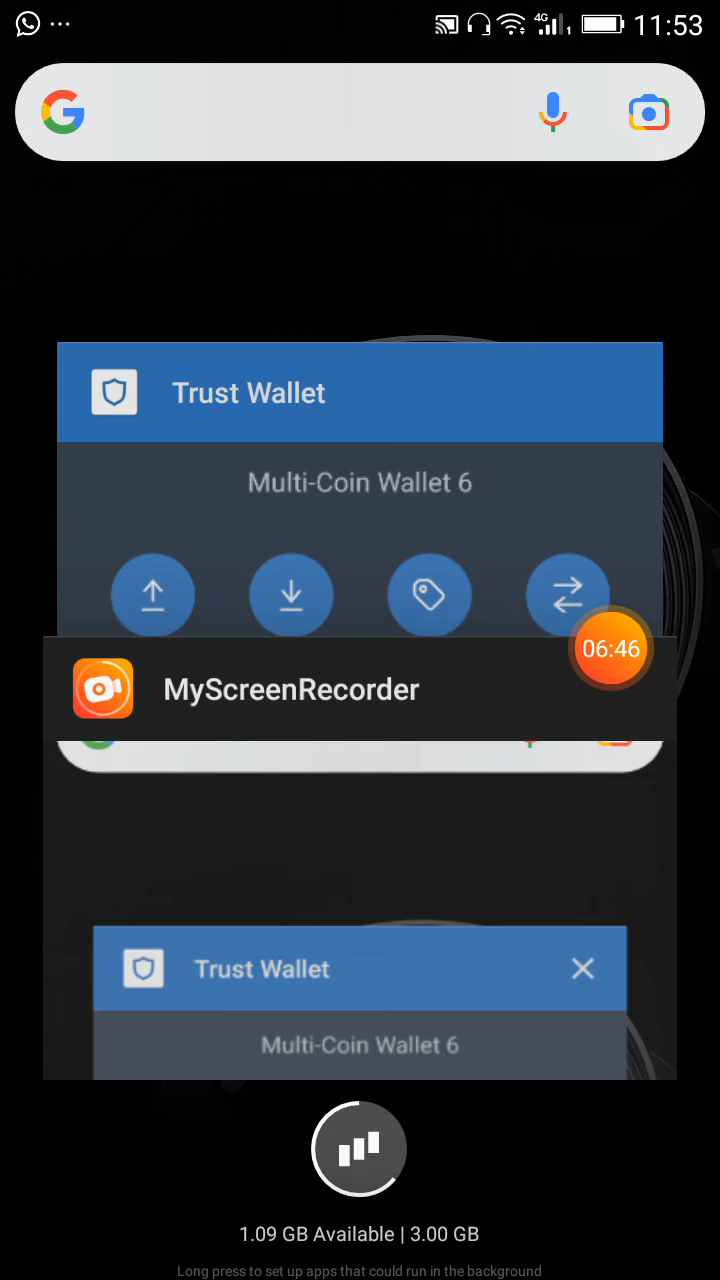 4G
1
11:53
Trust Wallet
Multi-Coin Wallet 6
06:46
MyScreenRecorder
Trust Wallet
Multi-Coin Wallet 6
1.09 GB Available | 3.00 GB
Long press to set up apps that could run in the background